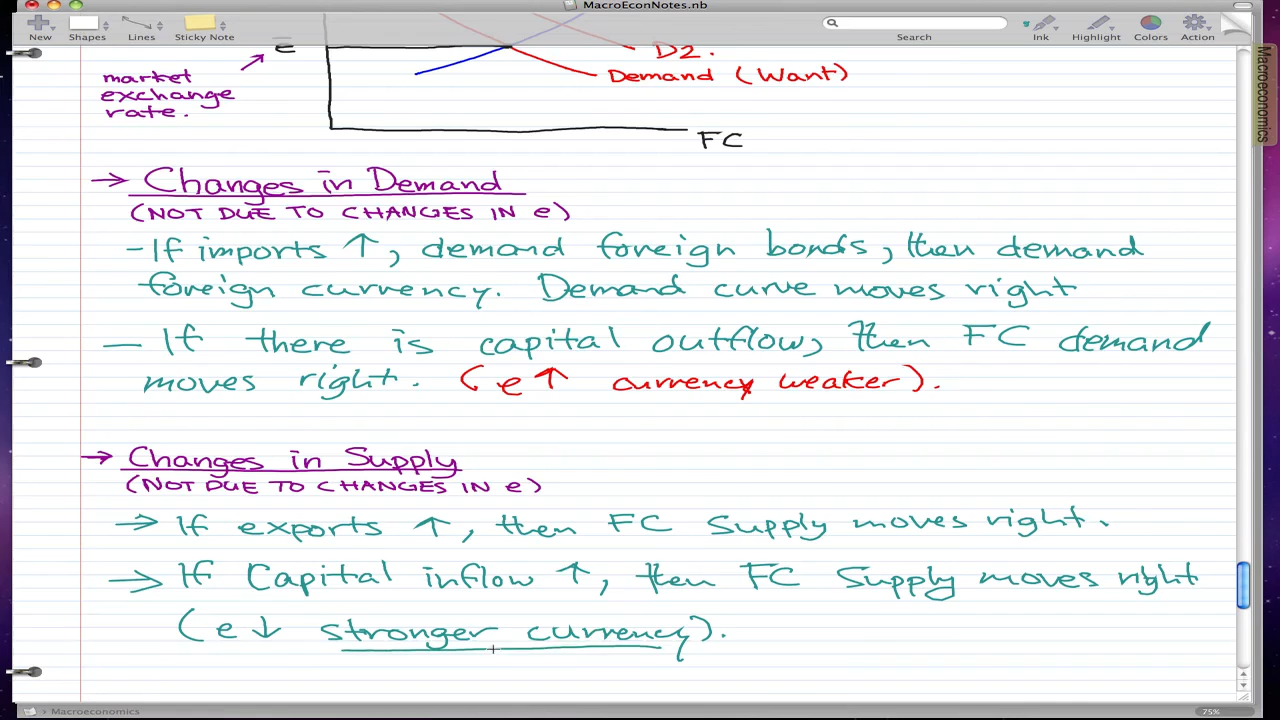 MacroEconNotes.nb
New Shapes Lines Sticky Note Search Ink Highlight Colors Action
Macroeconomics
e
D2.
market
exchange
rate.
Demand (Want)
FC
→ Changes in Demand
(NOT DUE TO CHANGES IN e)
- If imports ↑, demand foreign bonds, then demand
foreign currency. Demand curve moves right
— If there is capital outflow, then FC demand
moves right. (e ↑ currency weaker).
→ Changes in Supply
(NOT DUE TO CHANGES IN e)
→ If exports ↑, then FC Supply moves right.
→ If Capital inflow ↑, then FC Supply moves right
(e ↓ stronger currency).
Macroeconomics
75%